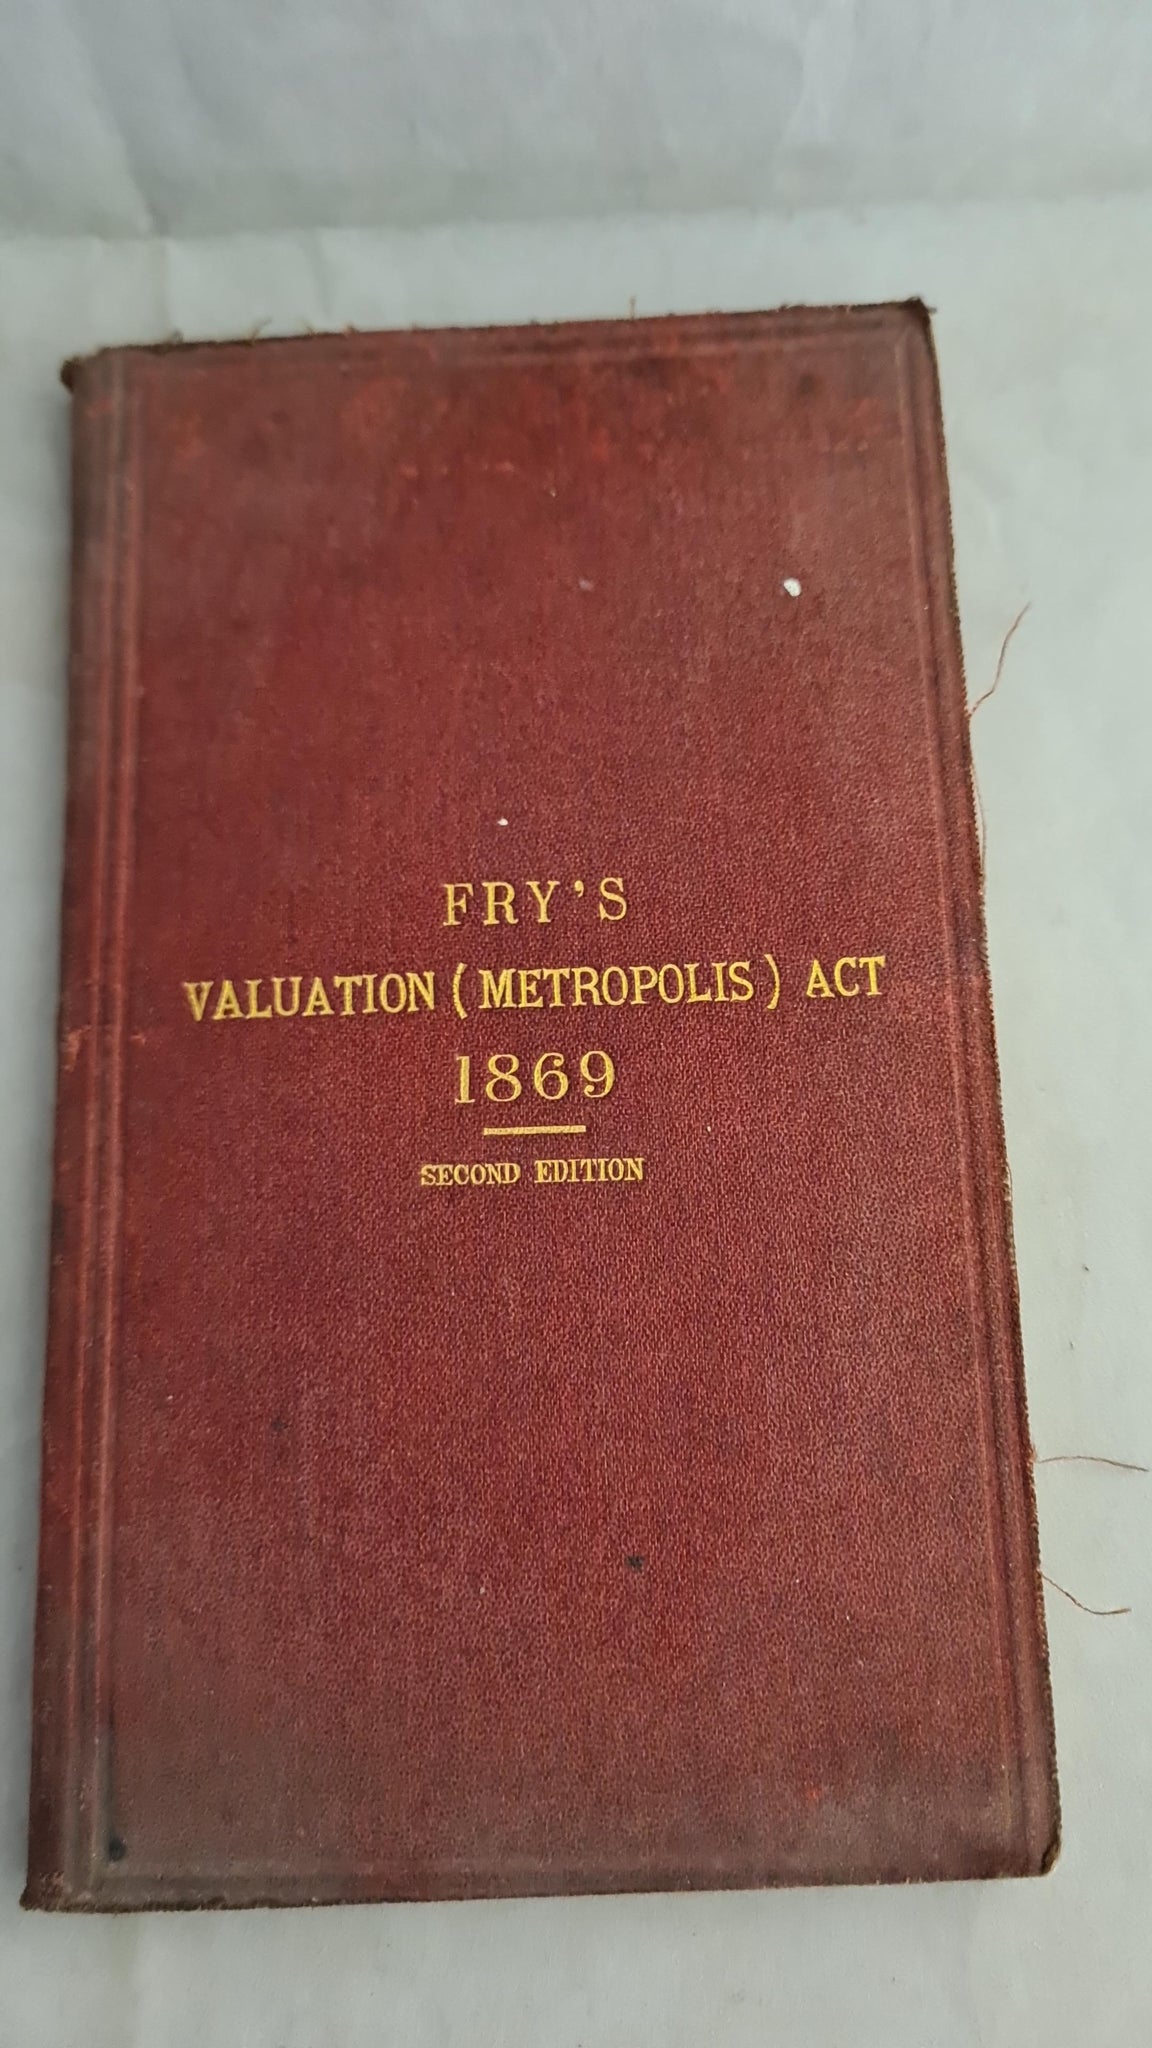 FRY'S
VALUATION (METROPOLIS) ACT
1869
SECOND EDITION